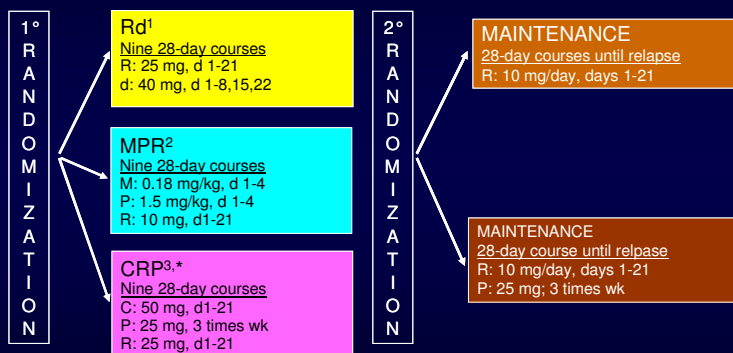 1°
RANDOMIZATION
Rd¹
Nine 28-day courses
R: 25 mg, d 1-21
d: 40 mg, d 1-8,15,22
MPR²
Nine 28-day courses
M: 0.18 mg/kg, d 1-4
P: 1.5 mg/kg, d 1-4
R: 10 mg, d1-21
CRP³,*
Nine 28-day courses
C: 50 mg, d1-21
P: 25 mg, 3 times wk
R: 25 mg, d1-21
2°
RANDOMIZATION
MAINTENANCE
28-day courses until relapse
R: 10 mg/day, days 1-21
MAINTENANCE
28-day course until relpase
R: 10 mg/day, days 1-21
P: 25 mg; 3 times wk